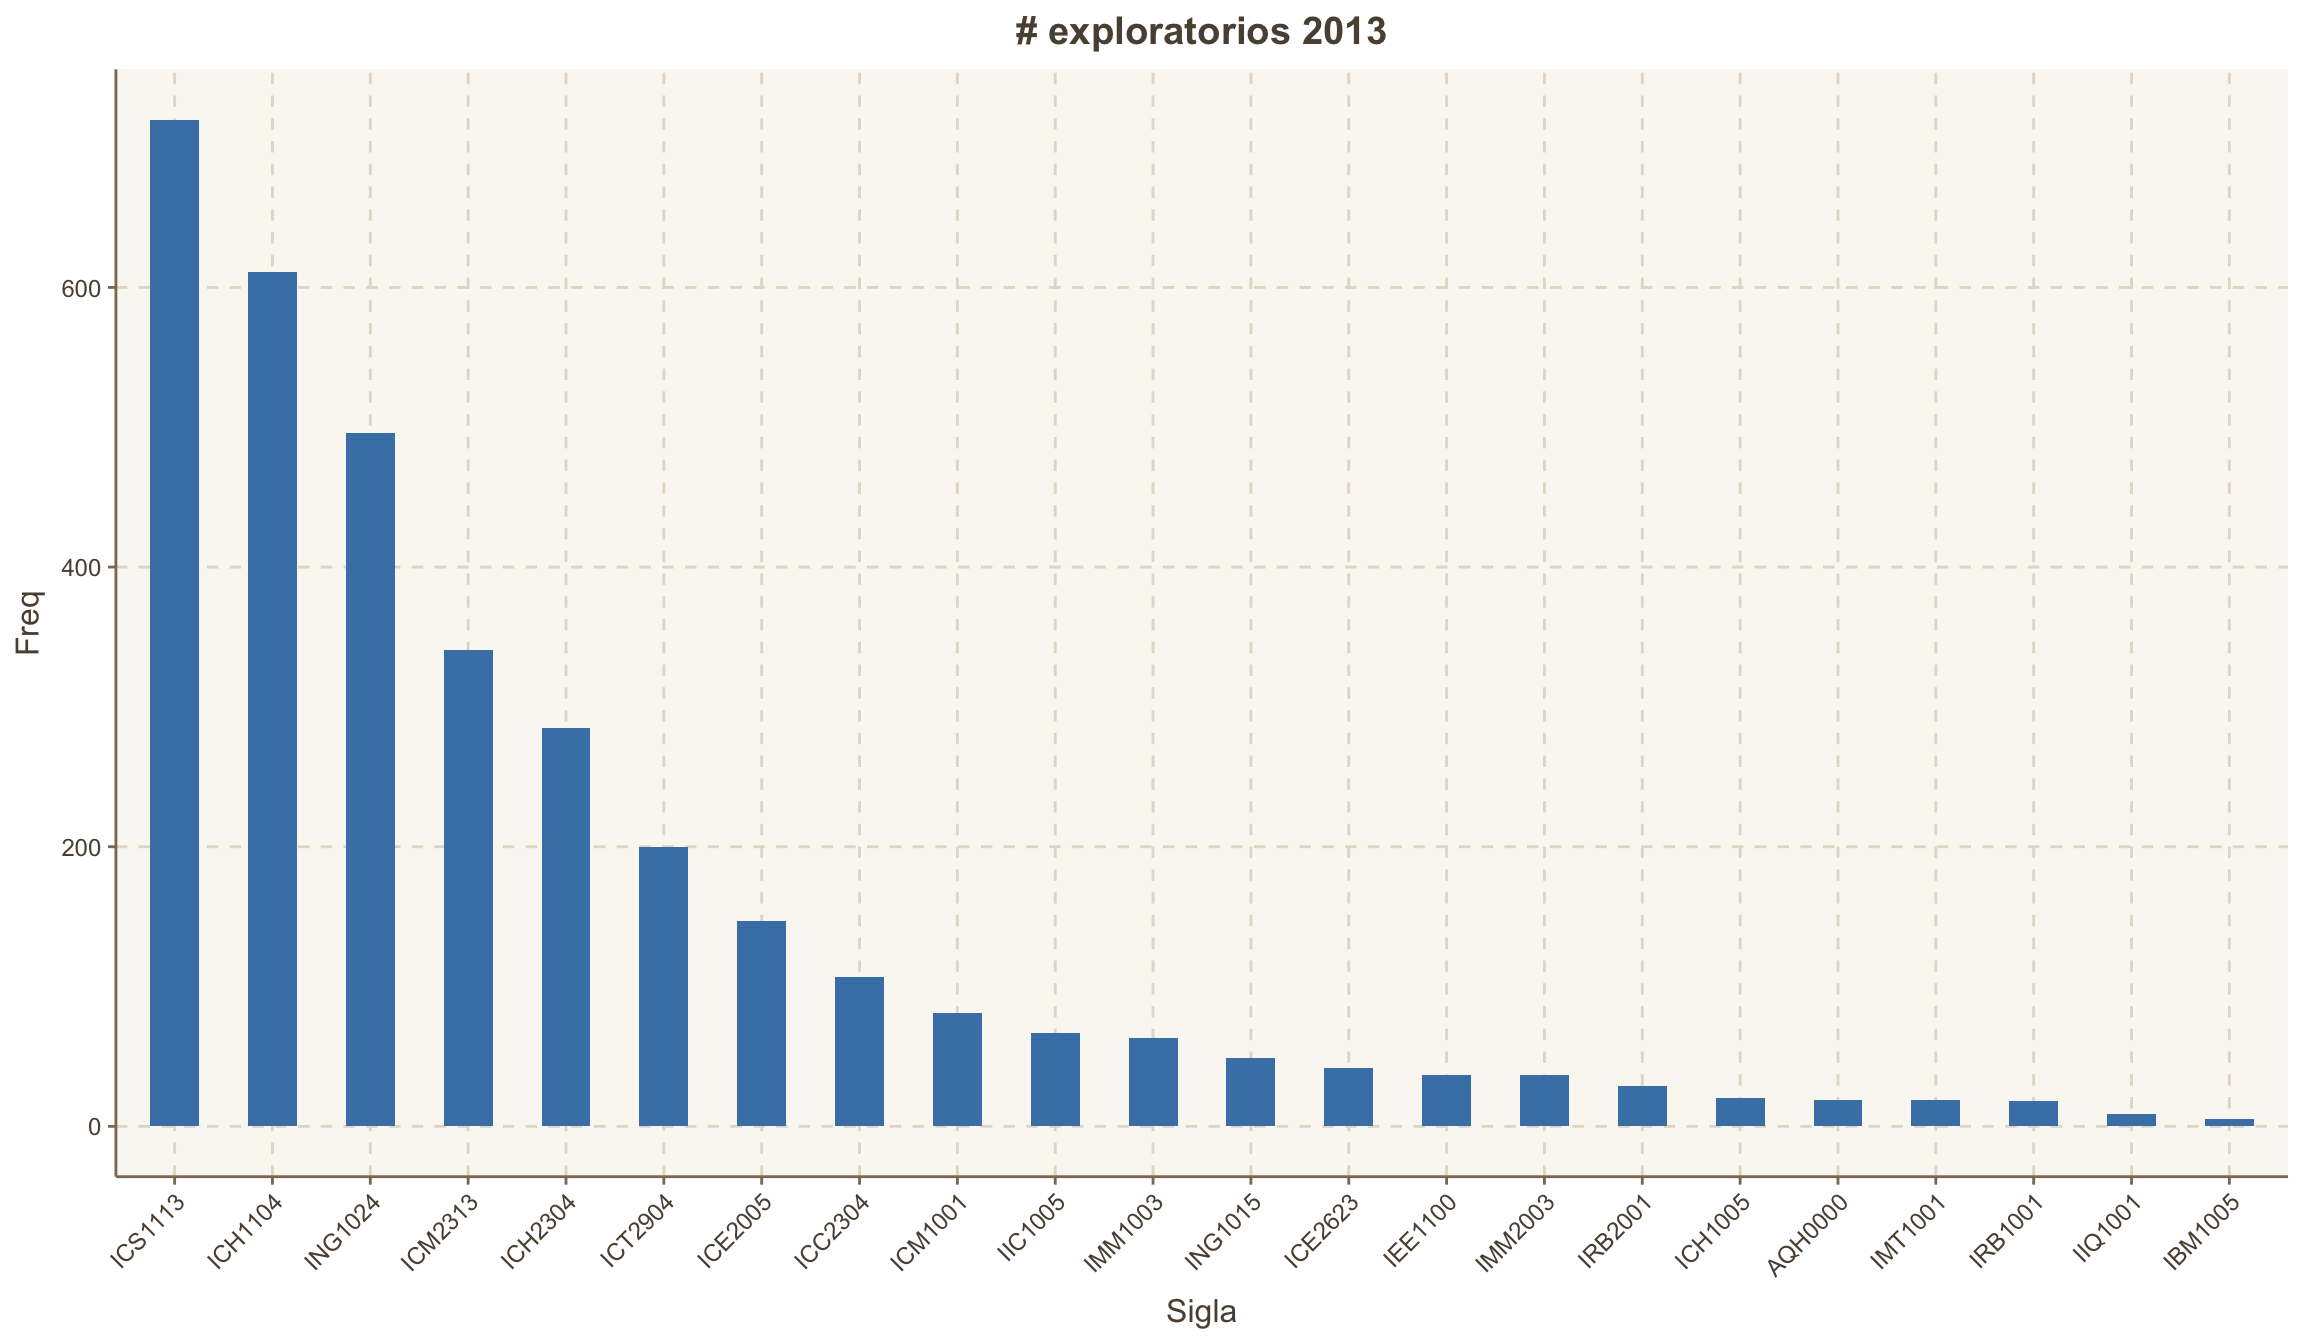 # exploratorios 2013
Freq
600
400
200
0
ICS1113
ICH1104
ING1024
ICM2313
ICH2304
ICT2904
ICE2005
ICC2304
ICM1001
IIC1005
IMM1003
ING1015
ICE2623
IEE1100
IMM2003
IRB2001
ICH1005
AQH0000
IMT1001
IRB1001
IIQ1001
IBM1005
Sigla